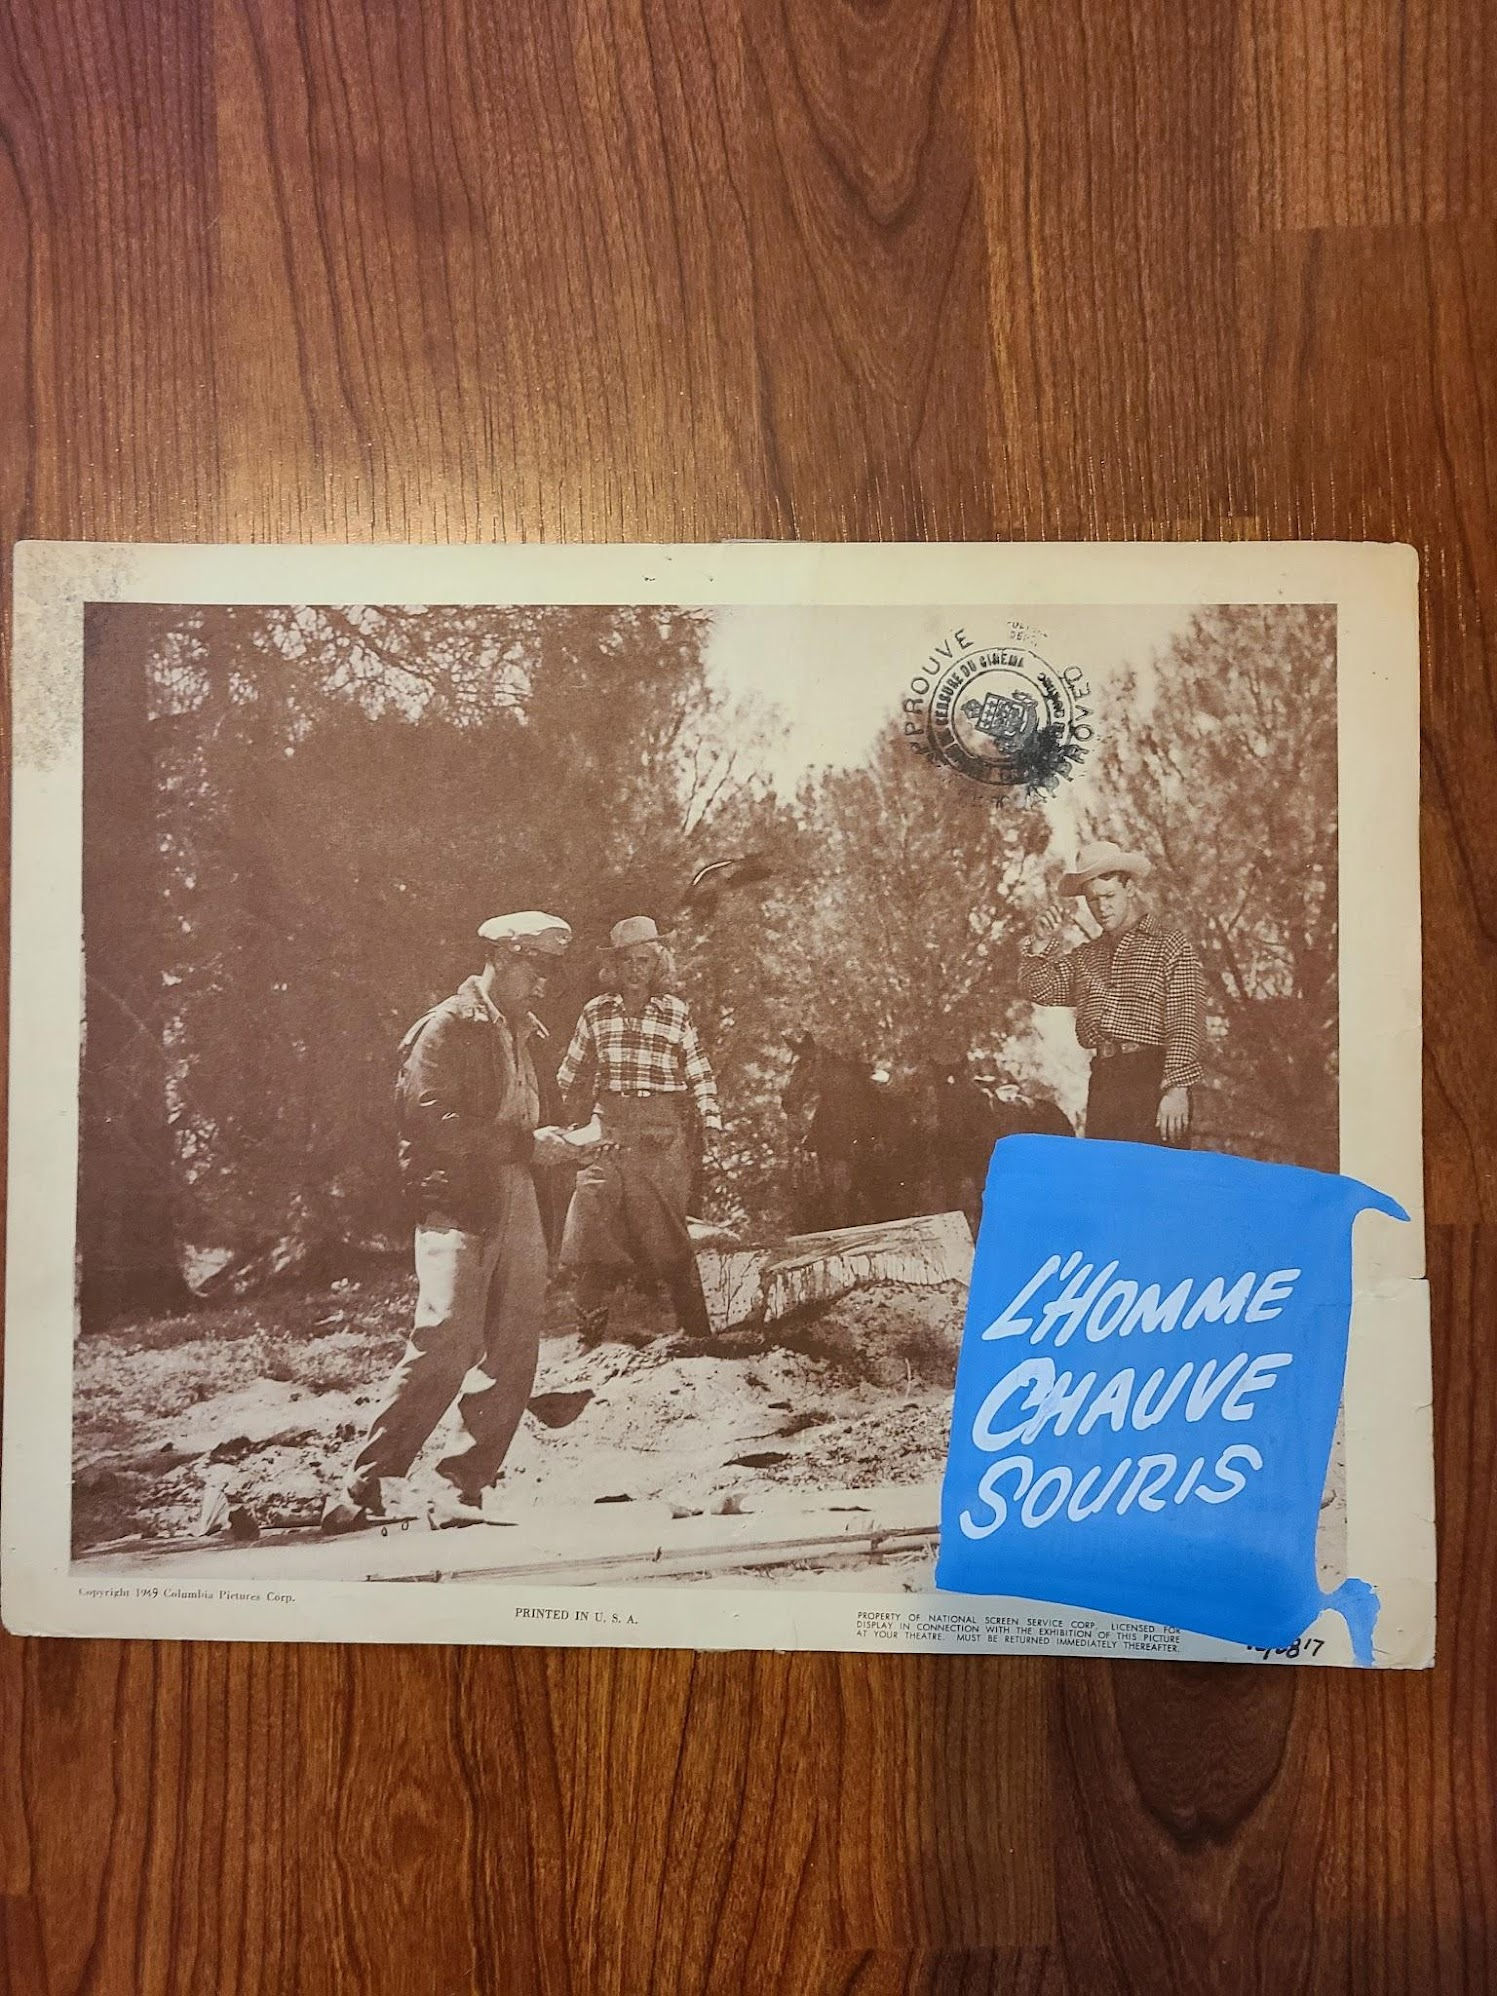 APPROUVE
CENSURE DU CINÉMA
APPROVED
L'HOMME
CHAUVE
SOURIS
Copyright 1949 Columbia Pictures Corp.
PRINTED IN U. S. A.
PROPERTY OF NATIONAL SCREEN SERVICE CORP. LICENSED FOR
DISPLAY IN CONNECTION WITH THE EXHIBITION OF THIS PICTURE
AT YOUR THEATRE. MUST BE RETURNED IMMEDIATELY THEREAFTER.